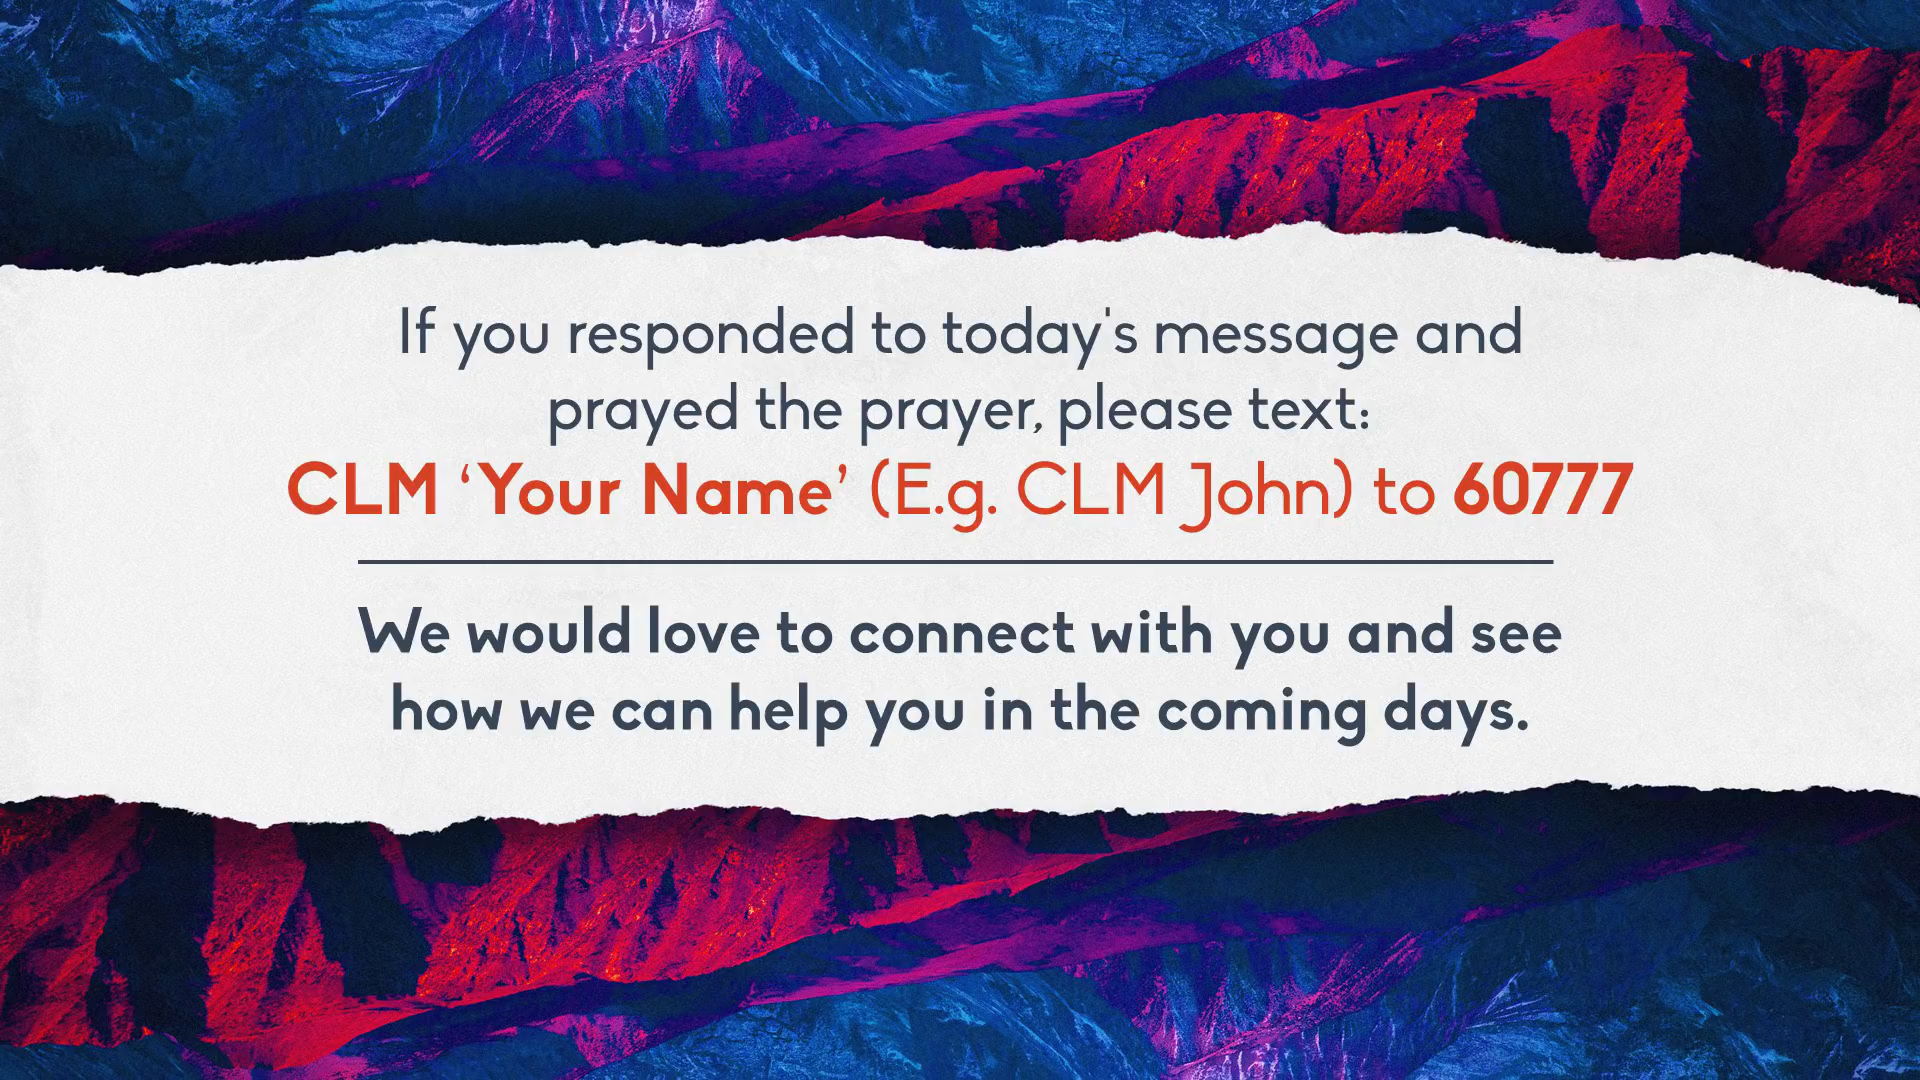 If you responded to today's message and
prayed the prayer, please text:
CLM ‘Your Name’ (E.g. CLM John) to 60777
We would love to connect with you and see
how we can help you in the coming days.